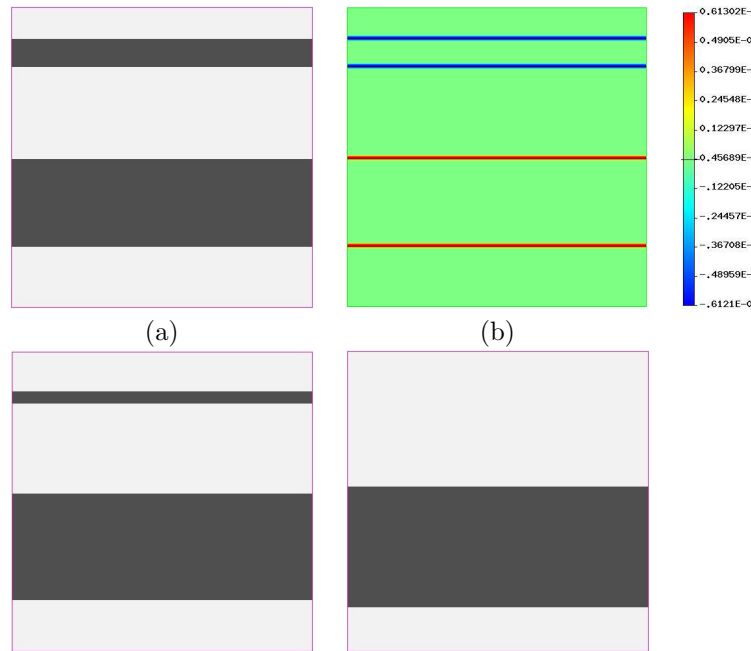 0.61302E-
0.4905E-0
0.36799E-
0.24548E-
0.12297E-
0.45689E-
-.12205E-
-.24457E-
-.36708E-
-.48959E-
-.6121E-0
(a)
(b)